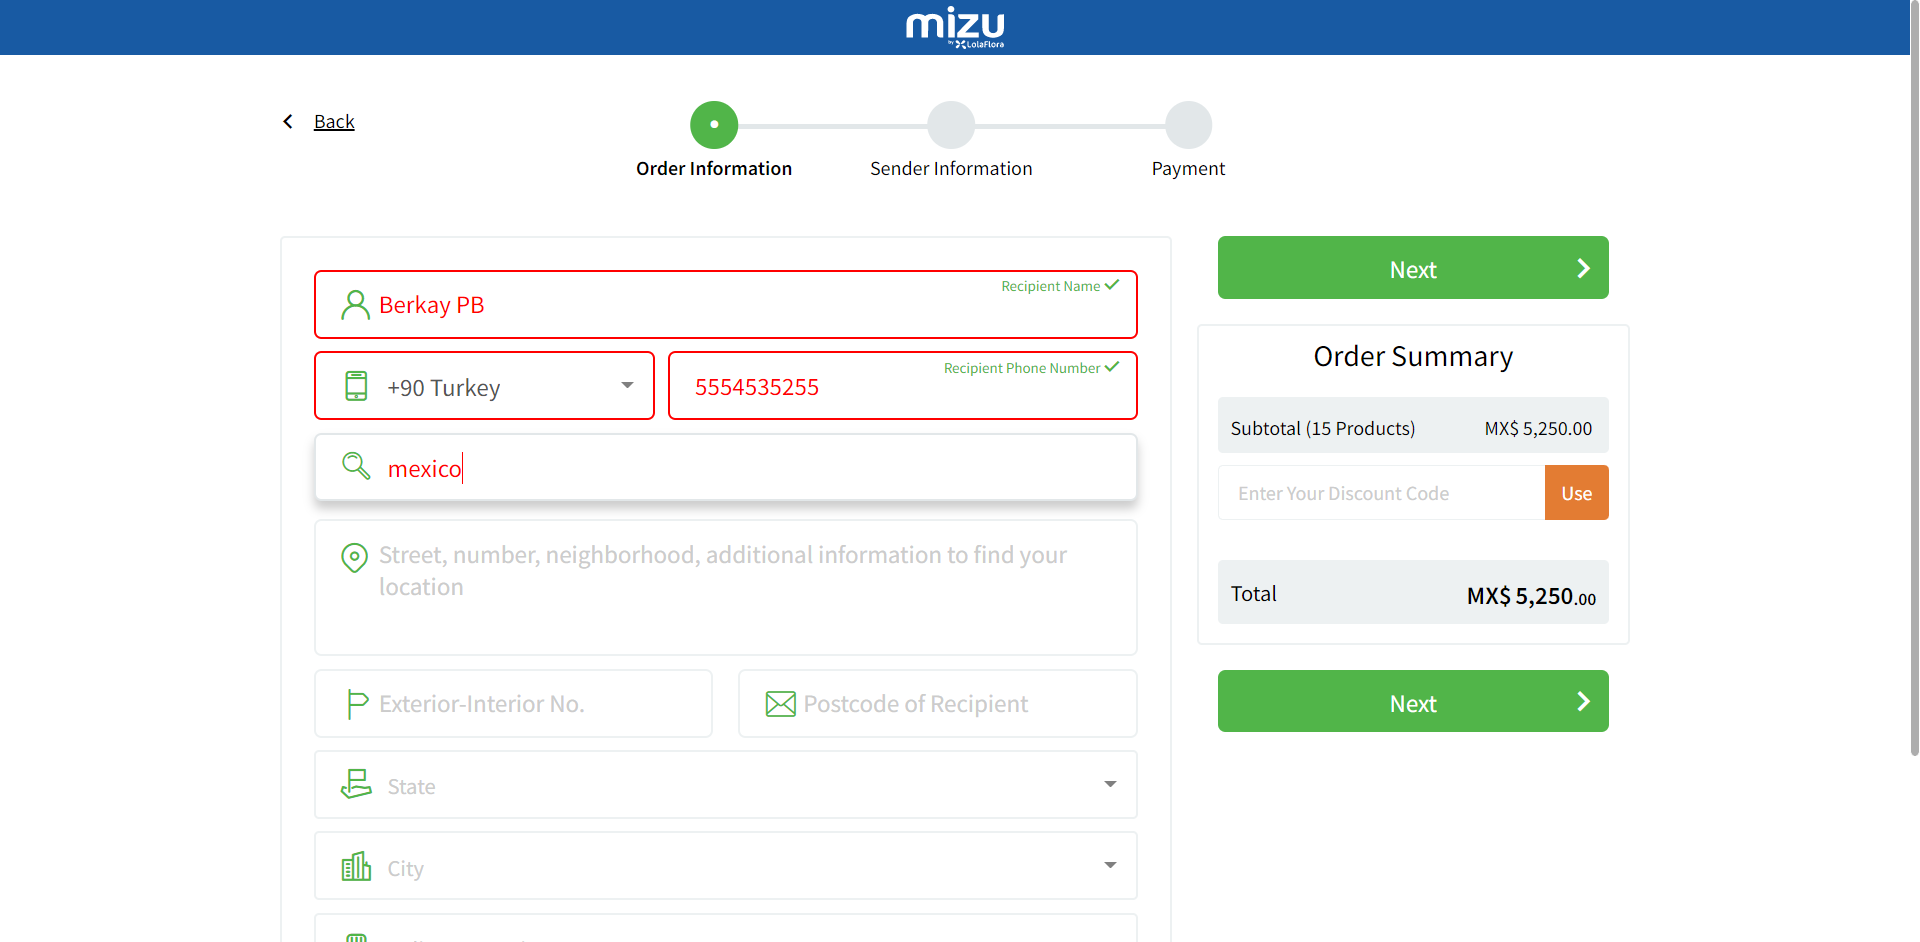 mizu
by LolaFlora
Back
Order Information
Sender Information
Payment
Recipient Name
Berkay PB
+90 Turkey
Recipient Phone Number
5554535255
mexico
Street, number, neighborhood, additional information to find your
location
Exterior-Interior No.
Postcode of Recipient
State
City
Next
Order Summary
Subtotal (15 Products) MX$ 5,250.00
Enter Your Discount Code
Use
Total MX$ 5,250.00
Next